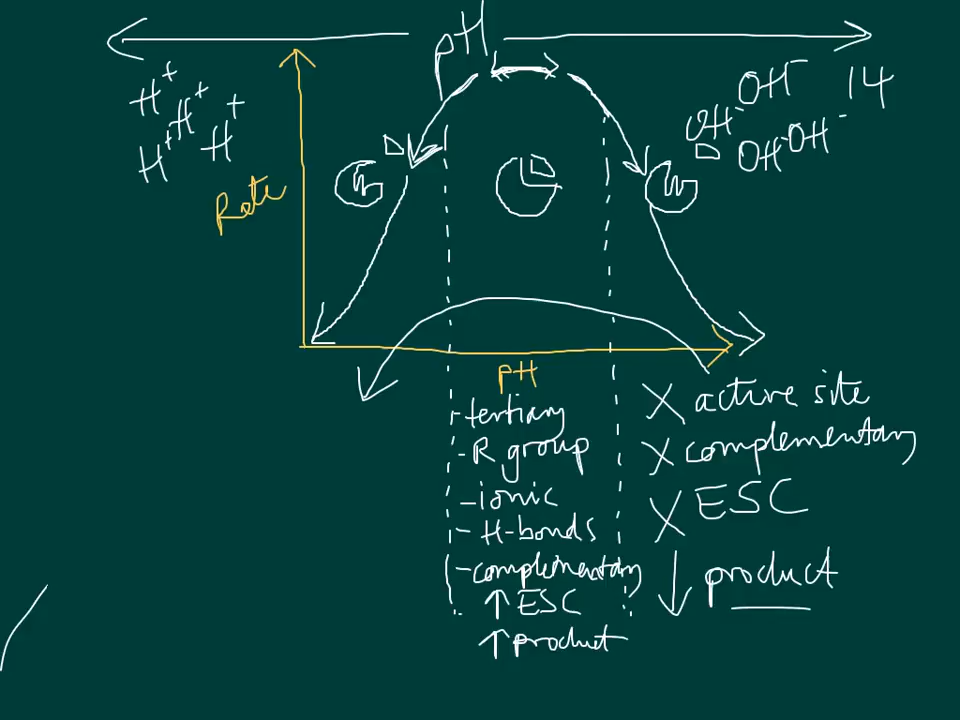 pH
H+ H+ H+ H+
OH- OH- OH- OH- 14
Rate
pH
-tertiary
-R group
-ionic
-H-bonds
-complementary
↑ ESC
↑ product
X active site
X complementary
X ESC
↓ product